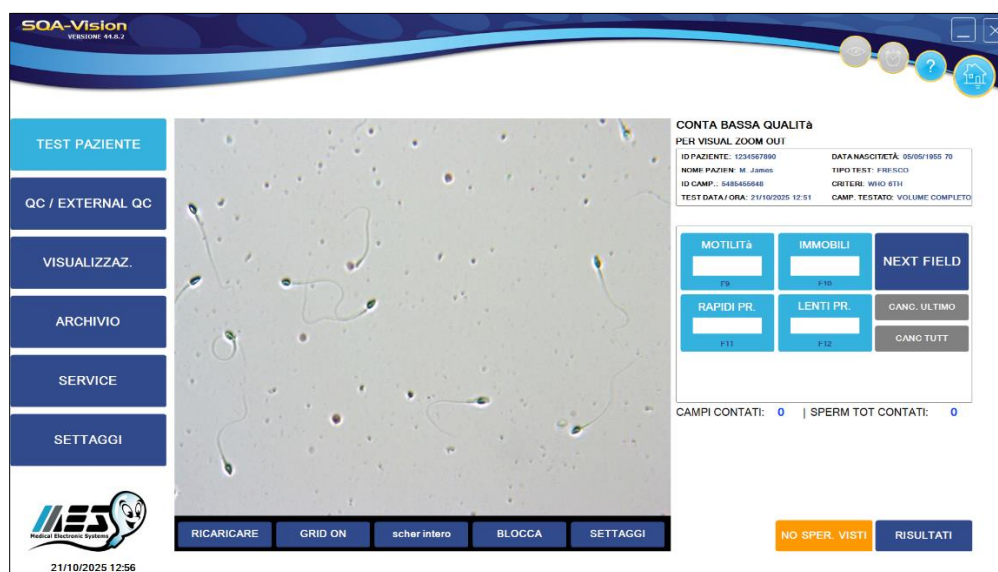 SQA-Vision
VERSIONE 44.8.2
?
TEST PAZIENTE
QC / EXTERNAL QC
VISUALIZZAZ.
ARCHIVIO
SERVICE
SETTAGGI
MES
Medical Electronic Systems
21/10/2025 12:56
RICARICARE
GRID ON
scher intero
BLOCCA
SETTAGGI
CONTA BASSA QUALITà
PER VISUAL ZOOM OUT
ID PAZIENTE: 1234567890 DATA NASCITÆTÀ: 05/05/1955 70
NOME PAZIEN: M. James TIPO TEST: FRESCO
ID CAMP.: 5485455648 CRITERI: WHO 6TH
TEST DATA / ORA: 21/10/2025 12:51 CAMP. TESTATO: VOLUME COMPLETO
MOTILITà
F9
IMMOBILI
F10
NEXT FIELD
RAPIDI PR.
F11
LENTI PR.
F12
CANC. ULTIMO
CANC TUTT
CAMPI CONTATI: 0 | SPERM TOT CONTATI: 0
NO SPER. VISTI
RISULTATI